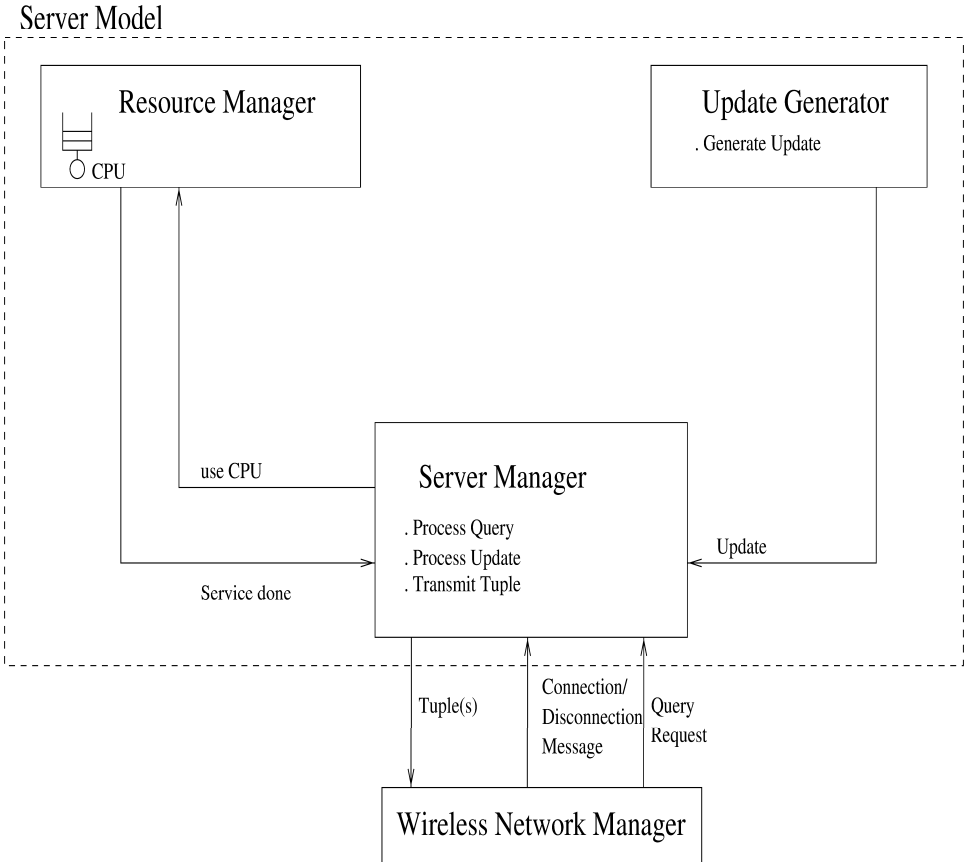 Server Model
Resource Manager
CPU
Update Generator
. Generate Update
use CPU
Service done
Server Manager
. Process Query
. Process Update
. Transmit Tuple
Update
Tuple(s)
Connection/
Disconnection
Message
Query
Request
Wireless Network Manager